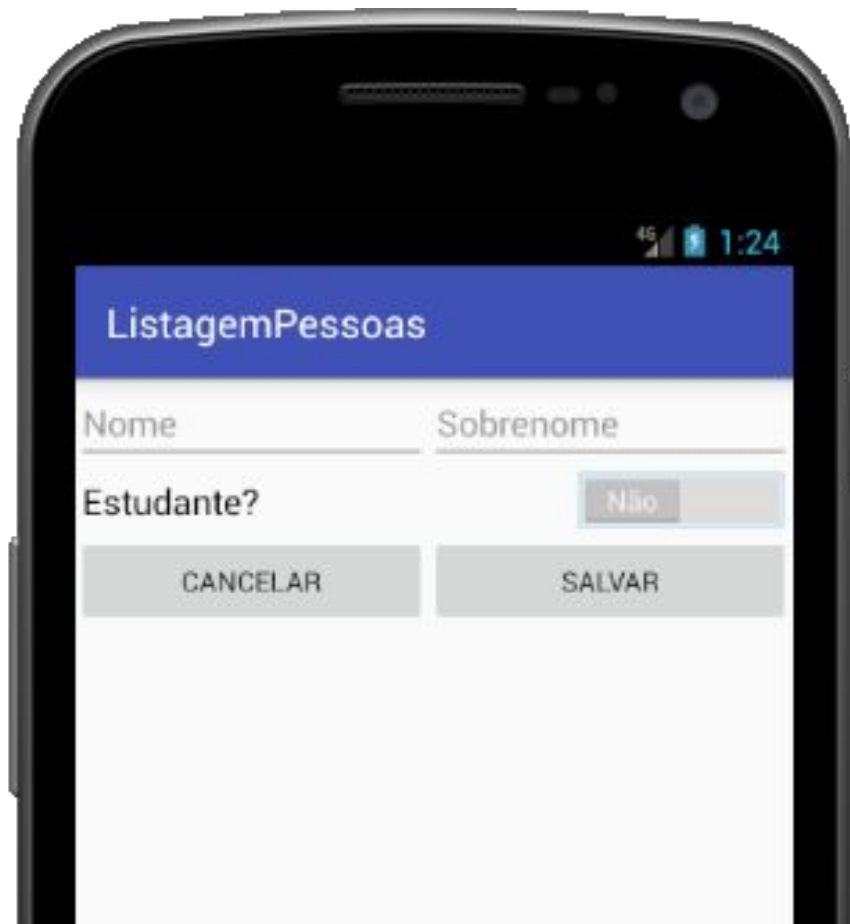 4G 1:24
ListagemPessoas
Nome Sobrenome
Estudante? Não
CANCELAR SALVAR